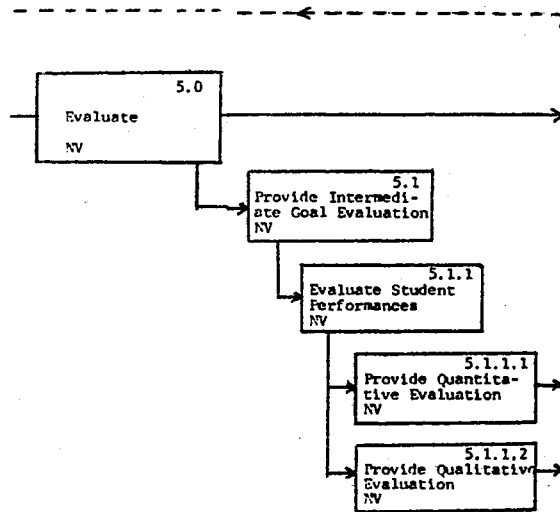 5.0
Evaluate
NV
5.1
Provide Intermedi-
ate Goal Evaluation
NV
5.1.1
Evaluate Student
Performances
NV
5.1.1.1
Provide Quantita-
tive Evaluation
NV
5.1.1.2
Provide Qualitative
Evaluation
NV